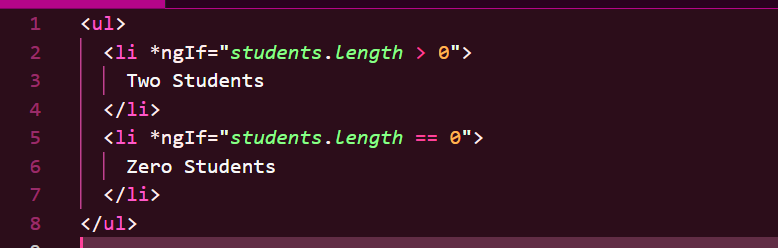 1 <ul>
2 <li *ngIf="students.length > 0">
3 Two Students
4 </li>
5 <li *ngIf="students.length == 0">
6 Zero Students
7 </li>
8 </ul>